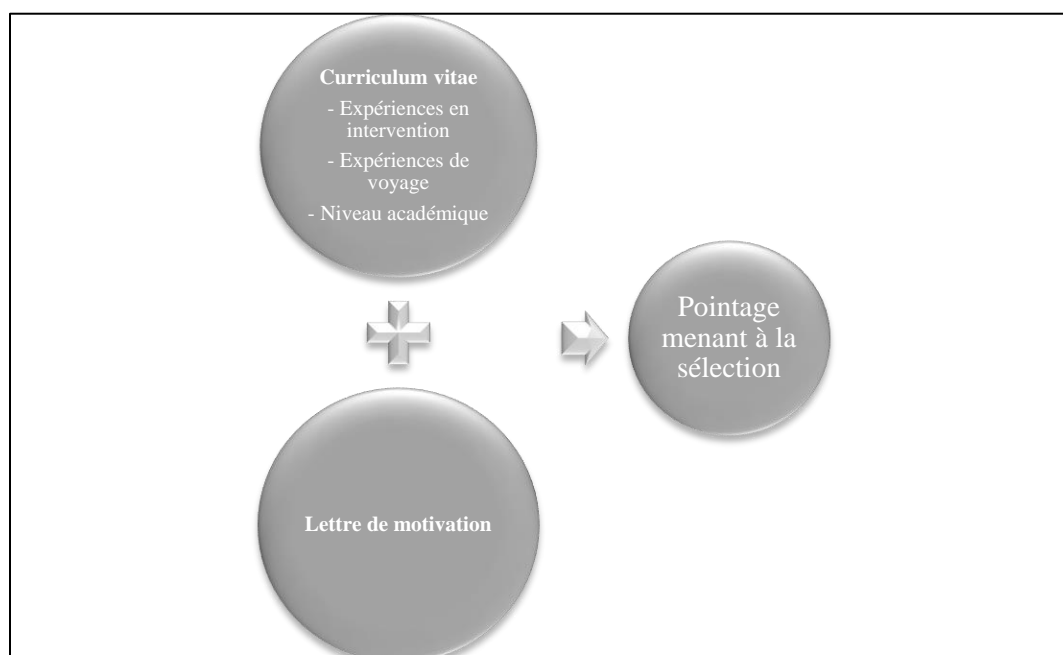 Curriculum vitae
- Expériences en
intervention
- Expériences de
voyage
- Niveau académique
Pointage
menant à la
sélection
Lettre de motivation